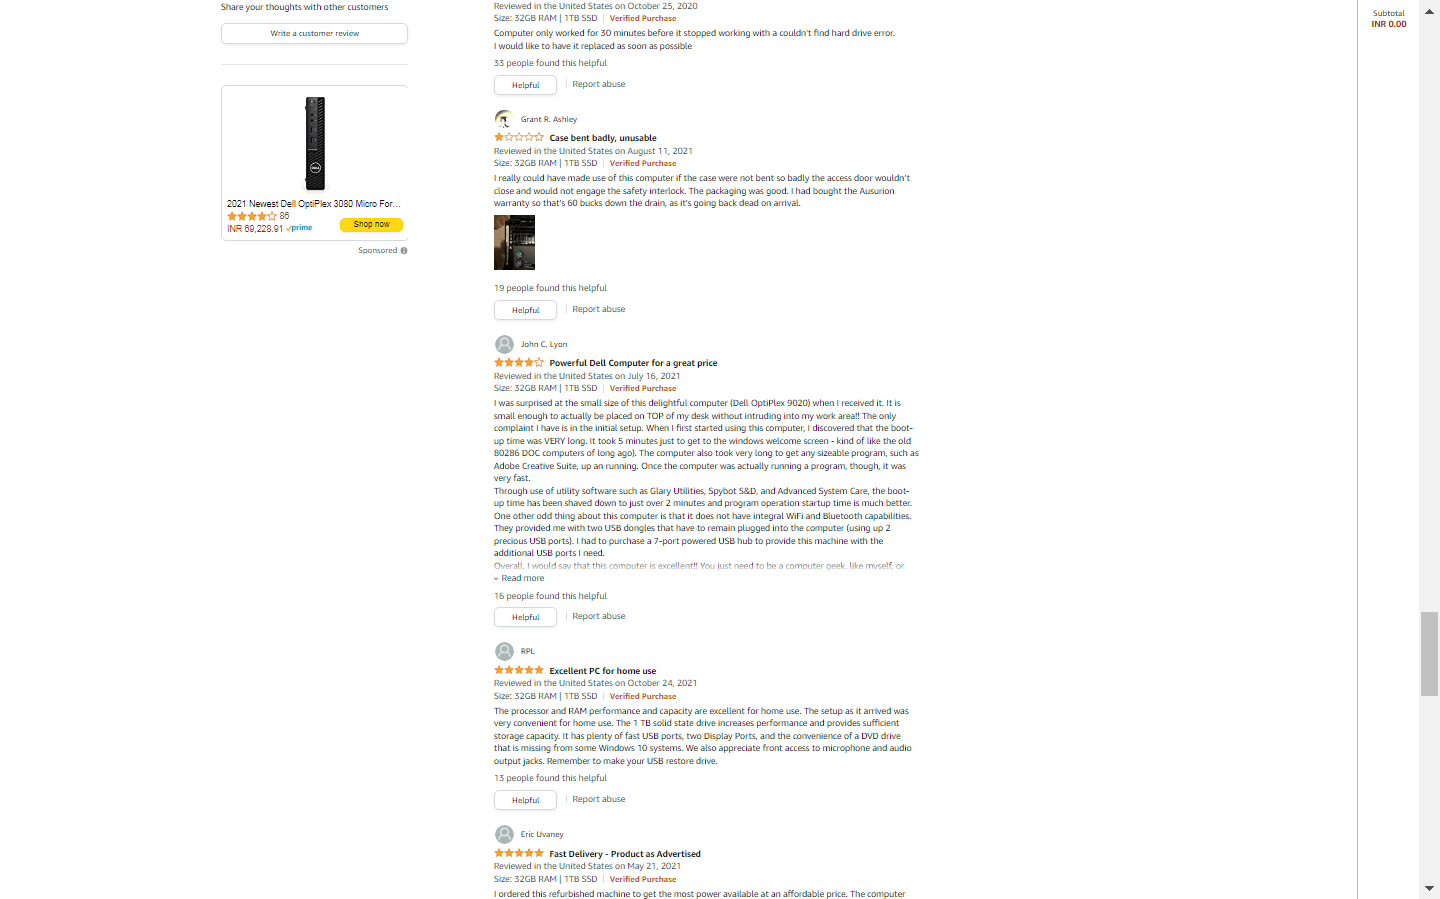 Share your thoughts with other customers
Write a customer review
2021 Newest Dell OptiPlex 3080 Micro For...
86
INR 69,228.91 prime
Shop now
Sponsored
Reviewed in the United States on October 25, 2020
Size: 32GB RAM | 1TB SSD | Verified Purchase
Computer only worked for 30 minutes before it stopped working with a couldn't find hard drive error.
I would like to have it replaced as soon as possible
33 people found this helpful
Helpful | Report abuse
Grant R. Ashley
Case bent badly, unusable
Reviewed in the United States on August 11, 2021
Size: 32GB RAM | 1TB SSD | Verified Purchase
I really could have made use of this computer if the case were not bent so badly the access door wouldn't
close and would not engage the safety interlock. The packaging was good. I had bought the Asurion
warranty so that's 60 bucks down the drain, as it's going back dead on arrival.
19 people found this helpful
Helpful | Report abuse
John C. Lyon
Powerful Dell Computer for a great price
Reviewed in the United States on July 16, 2021
Size: 32GB RAM | 1TB SSD | Verified Purchase
I was surprised at the small size of this delightful computer (Dell OptiPlex 9020) when I received it. It is
small enough to actually be placed on TOP of my desk without intruding into my work area!! The only
complaint I have is in the initial setup. When I first started using this computer, I discovered that the boot-
up time was VERY long. It took 5 minutes just to get to the windows welcome screen - kind of like the old
80286 DOC computers of long ago). The computer also took very long to get any sizeable program, such as
Adobe Creative Suite, up an running. Once the computer was actually running a program, though, it was
very fast.
Through use of utility software such as Glary Utilities, Spybot S&D, and Advanced System Care, the boot-
up time has been shaved down to just over 2 minutes and program operation startup time is much better.
One other odd thing about this computer is that it does not have integral WiFi and Bluetooth capabilities.
They provided me with two USB dongles that have to remain plugged into the computer (using up 2
precious USB ports). I had to purchase a 7-port powered USB hub to provide this machine with the
additional USB ports I need.
Overall, I would say that this computer is excellent!! You just need to be a computer geek, like myself, or
Read more
16 people found this helpful
Helpful | Report abuse
RPL
Excellent PC for home use
Reviewed in the United States on October 24, 2021
Size: 32GB RAM | 1TB SSD | Verified Purchase
The processor and RAM performance and capacity are excellent for home use. The setup as it arrived was
very convenient for home use. The 1 TB solid state drive increases performance and provides sufficient
storage capacity. It has plenty of fast USB ports, two Display Ports, and the convenience of a DVD drive
that is missing from some Windows 10 systems. We also appreciate front access to microphone and audio
output jacks. Remember to make your USB restore drive.
13 people found this helpful
Helpful | Report abuse
Eric Uvaney
Fast Delivery - Product as Advertised
Reviewed in the United States on May 21, 2021
Size: 32GB RAM | 1TB SSD | Verified Purchase
I ordered this refurbished machine to get the most power available at an affordable price. The computer
Subtotal
INR 0.00